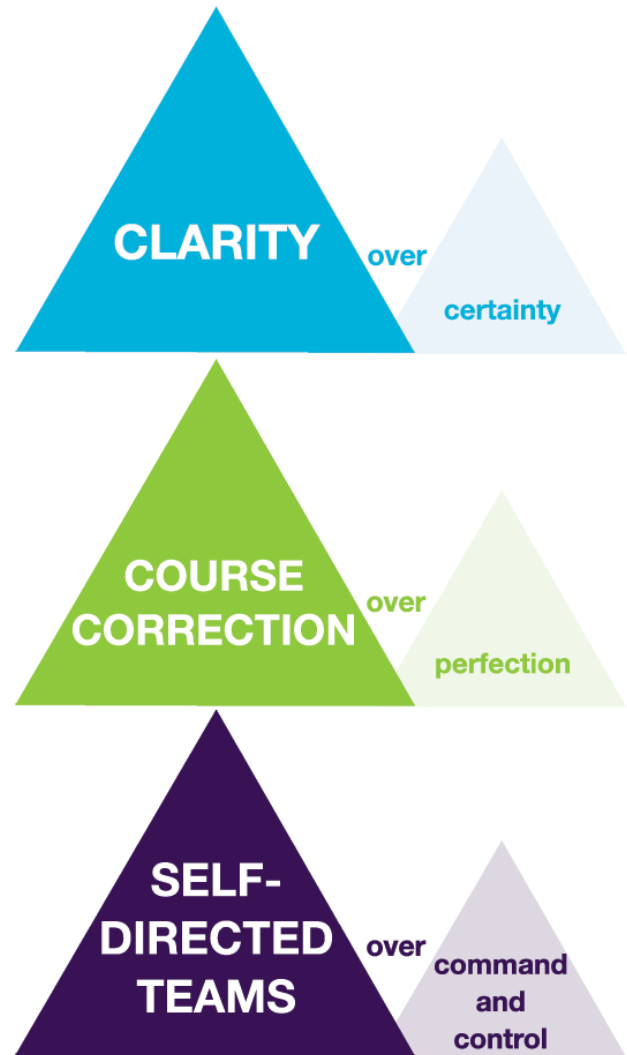 CLARITY
over
certainty
COURSE
CORRECTION
over
perfection
SELF-
DIRECTED
TEAMS
over
command
and
control